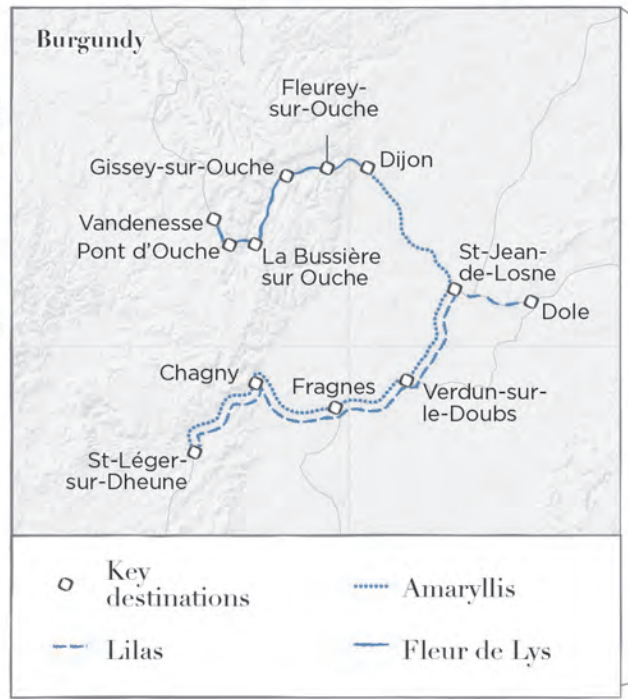 Burgundy
Fleurey-
sur-Ouche
Gissey-sur-Ouche
Dijon
Vandenesse
Pont d'Ouche
La Bussière
sur Ouche
St-Jean-
de-Losne
Dole
Chagny
Fragnes
Verdun-sur-
le-Doubs
St-Léger-
sur-Dheune
Key
destinations
Amaryllis
Lilas
Fleur de Lys